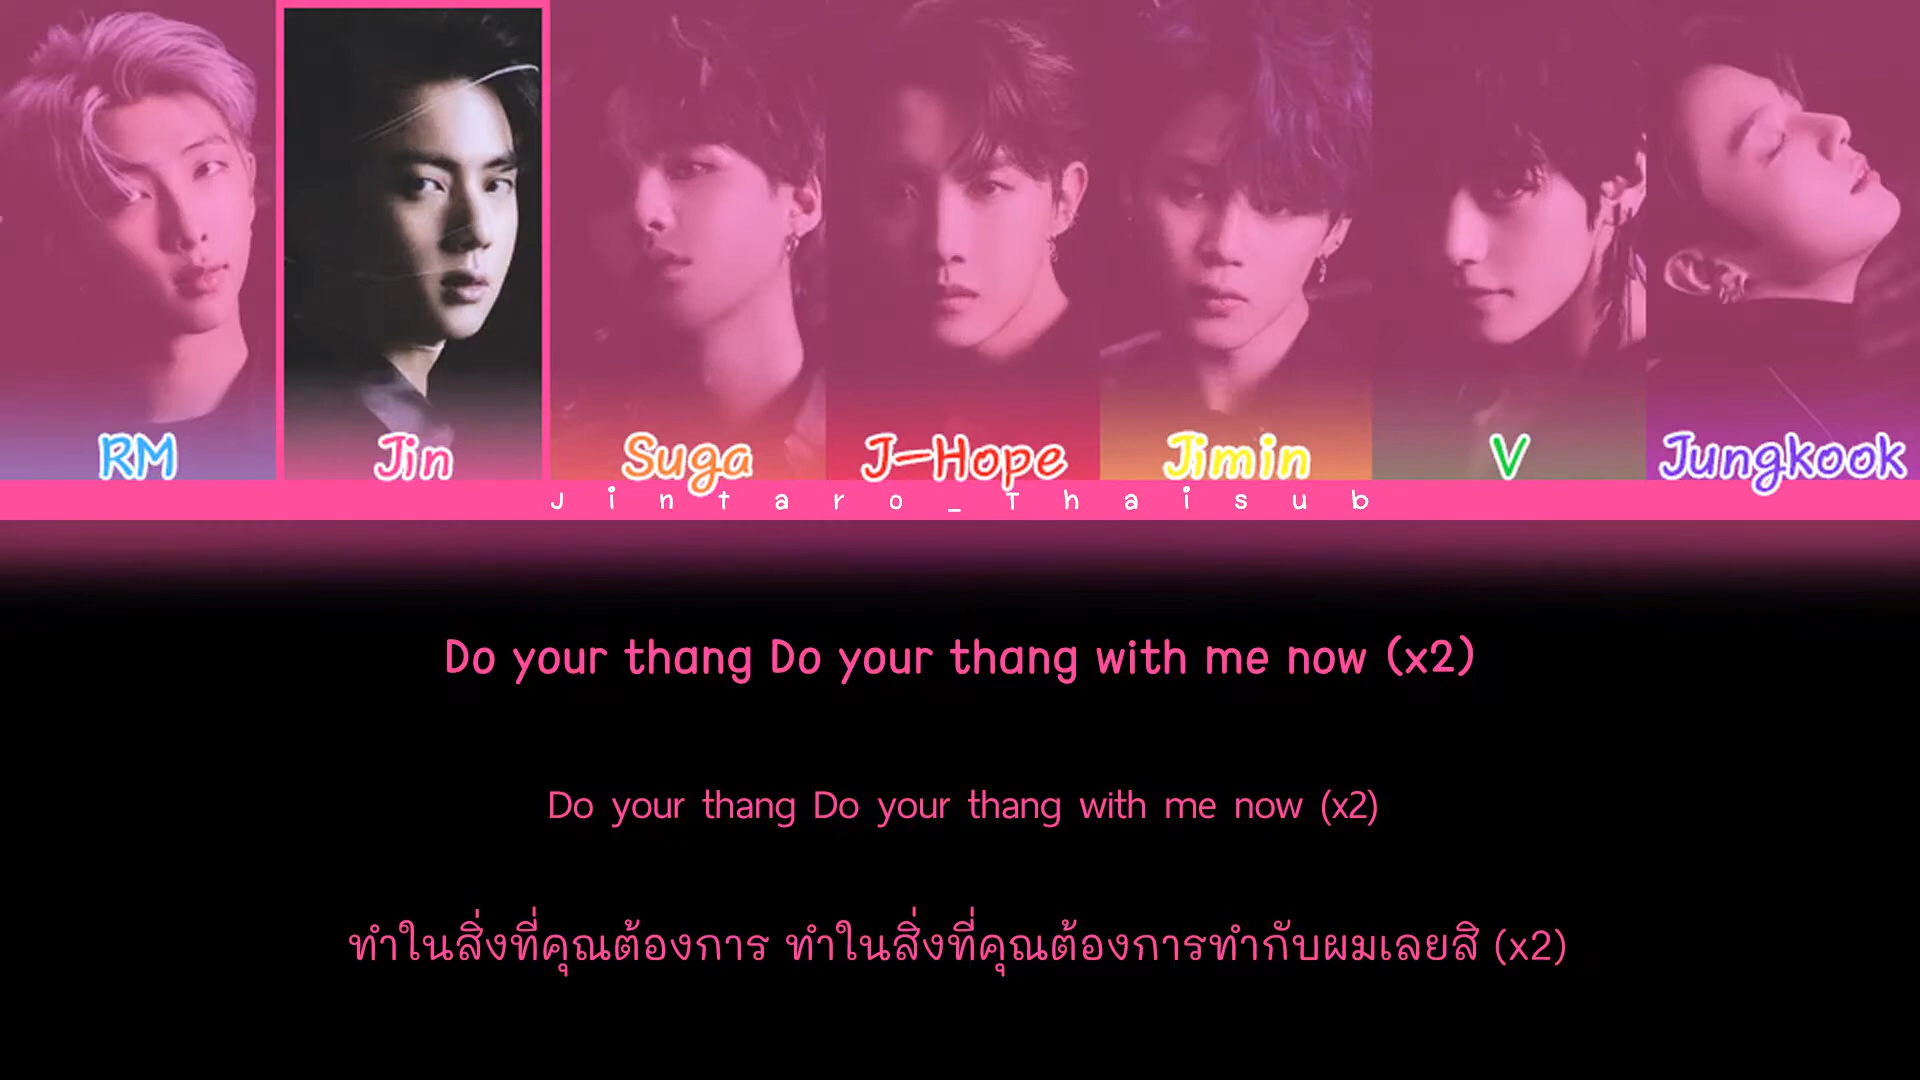 RM Jin Suga J-Hope Jimin V Jungkook
Jintaro_Thaisub
Do your thang Do your thang with me now (x2)
Do your thang Do your thang with me now (x2)
ทำในสิ่งที่คุณต้องการ ทำในสิ่งที่คุณต้องการทำกับผมเลยสิ (x2)